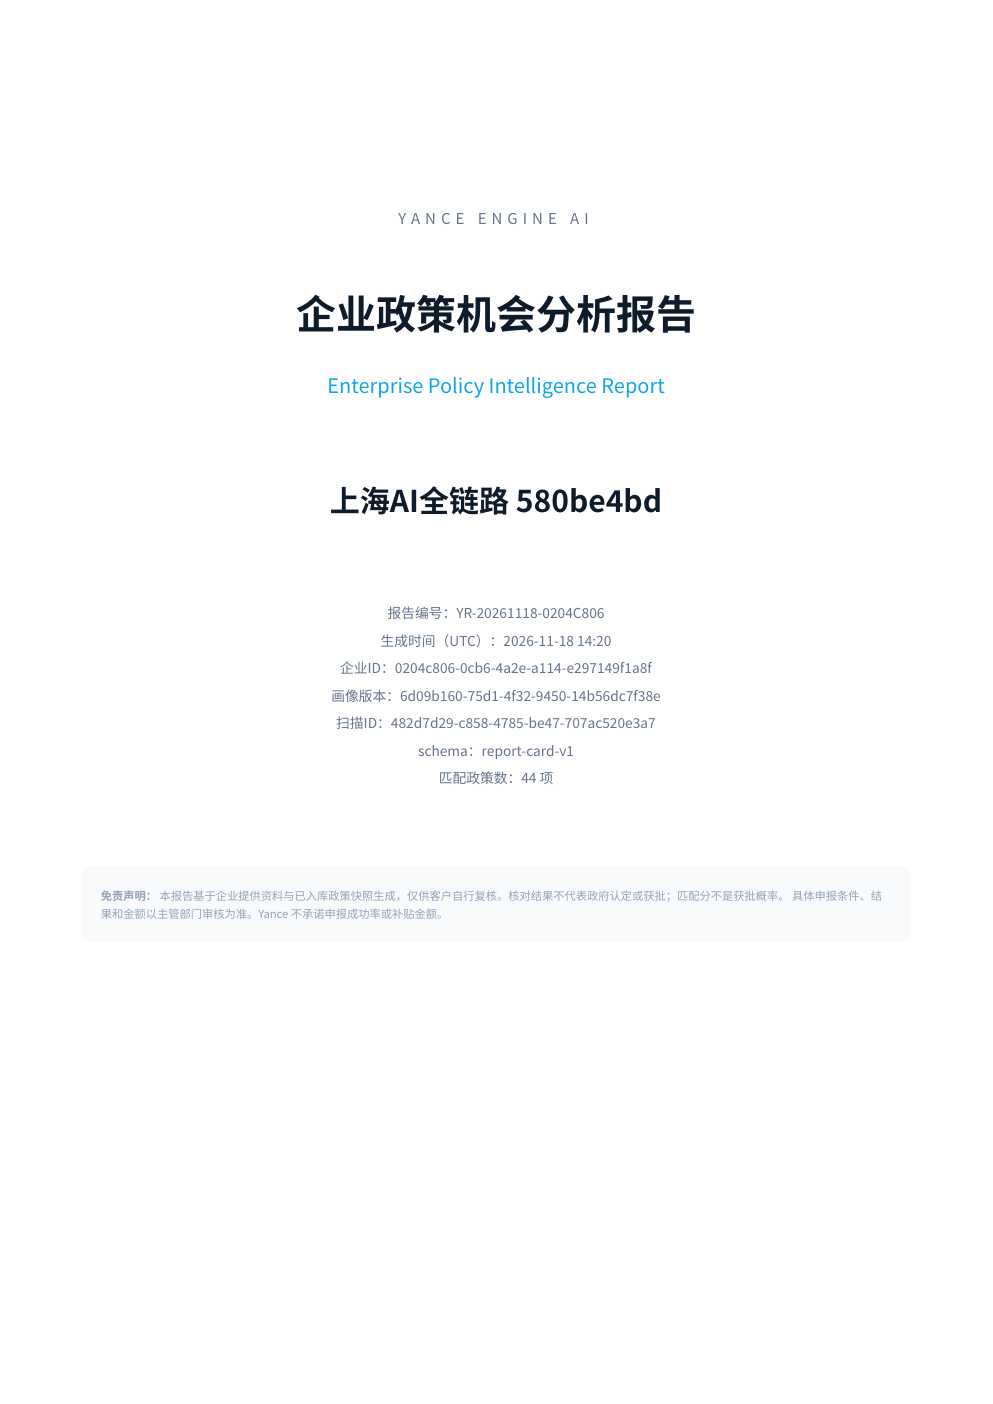 YANCE ENGINE AI
企业政策机会分析报告
Enterprise Policy Intelligence Report
上海AI全链路 580be4bd
报告编号：YR-20261118-0204C806
生成时间（UTC）：2026-11-18 14:20
企业ID：0204c806-0cb6-4a2e-a114-e297149f1a8f
画像版本：6d09b160-75d1-4f32-9450-14b56dc7f38e
扫描ID：482d7d29-c858-4785-be47-707ac520e3a7
schema：report-card-v1
匹配政策数：44 项
免责声明： 本报告基于企业提供资料与已入库政策快照生成，仅供客户自行复核。核对结果不代表政府认定或获批；匹配分不是获批概率。 具体申报条件、结
果和金额以主管部门审核为准。Yance 不承诺申报成功率或补贴金额。